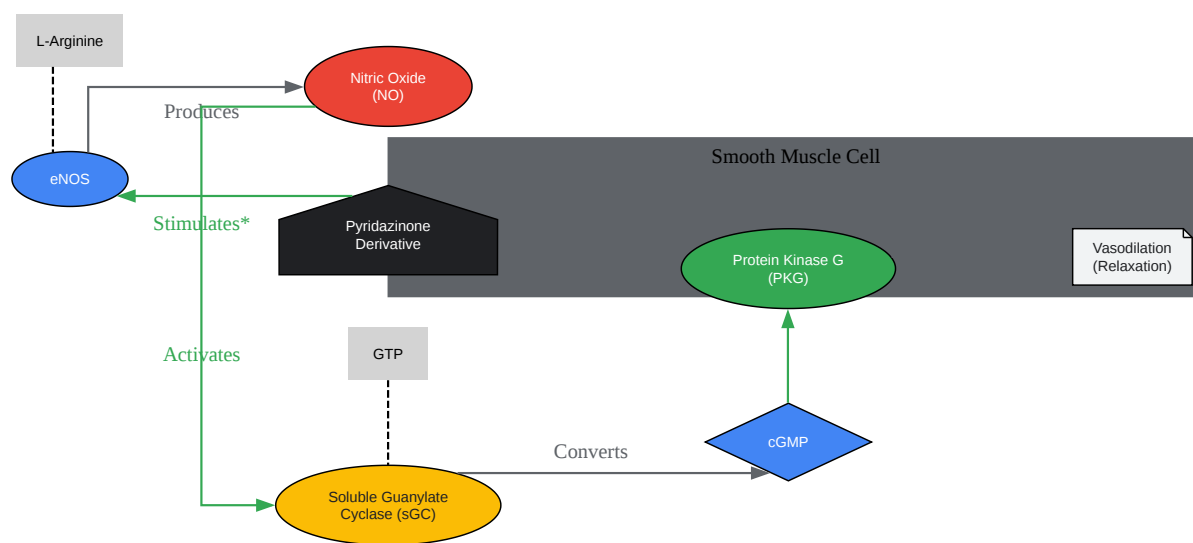 L-Arginine
Nitric Oxide
(NO)
Produces
Smooth Muscle Cell
eNOS
Stimulates*
Pyridazinone
Derivative
Protein Kinase G
(PKG)
Vasodilation
(Relaxation)
Activates
GTP
Converts
cGMP
Soluble Guanylate
Cyclase (sGC)